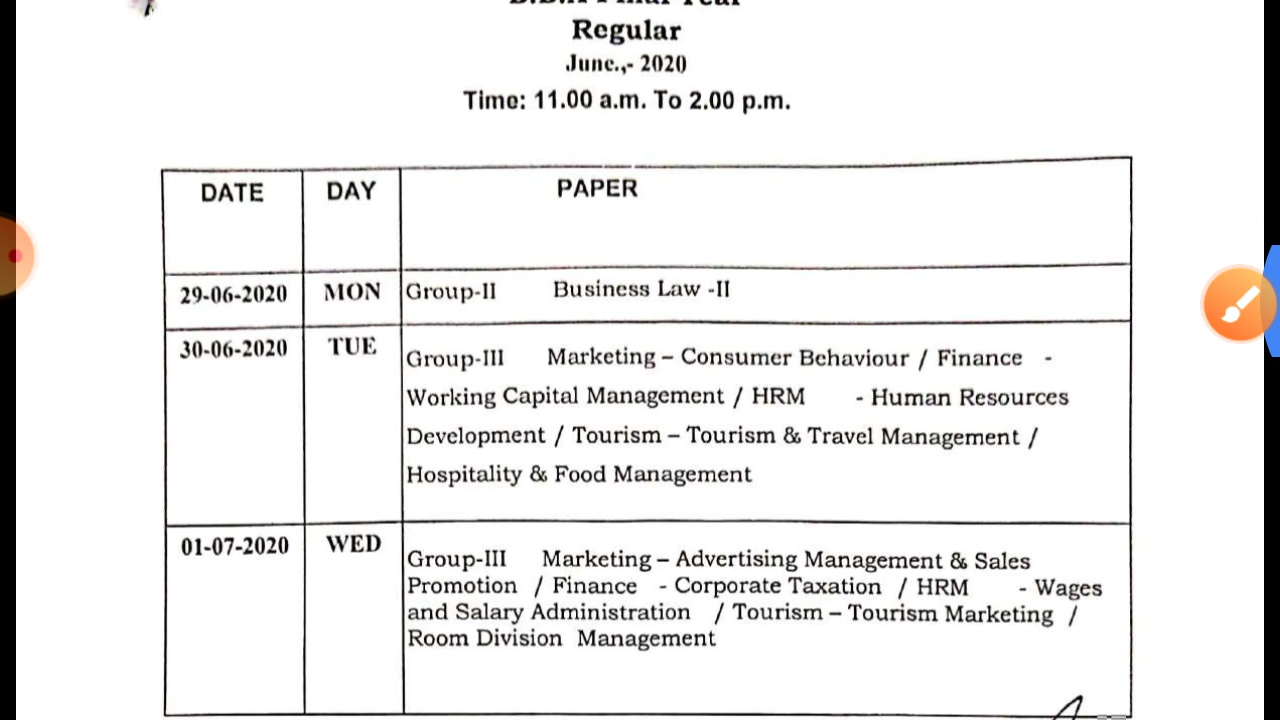 Regular
June.,- 2020
Time: 11.00 a.m. To 2.00 p.m.
DATE DAY PAPER
29-06-2020 MON Group-II Business Law -II
30-06-2020 TUE Group-III Marketing – Consumer Behaviour / Finance -
Working Capital Management / HRM - Human Resources
Development / Tourism – Tourism & Travel Management /
Hospitality & Food Management
01-07-2020 WED Group-III Marketing – Advertising Management & Sales
Promotion / Finance - Corporate Taxation / HRM - Wages
and Salary Administration / Tourism – Tourism Marketing /
Room Division Management